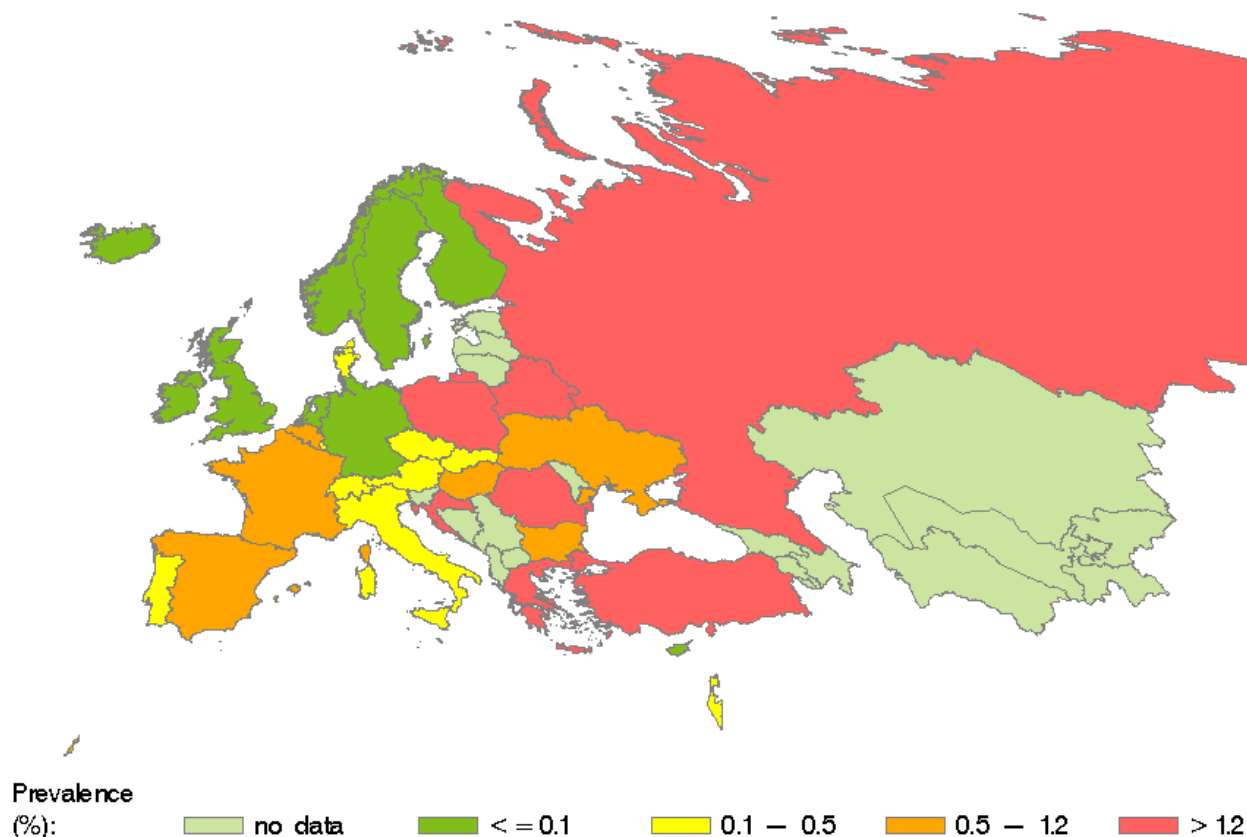 Prevalence
(%): no data < = 0.1 0.1 – 0.5 0.5 – 1.2 > 1.2